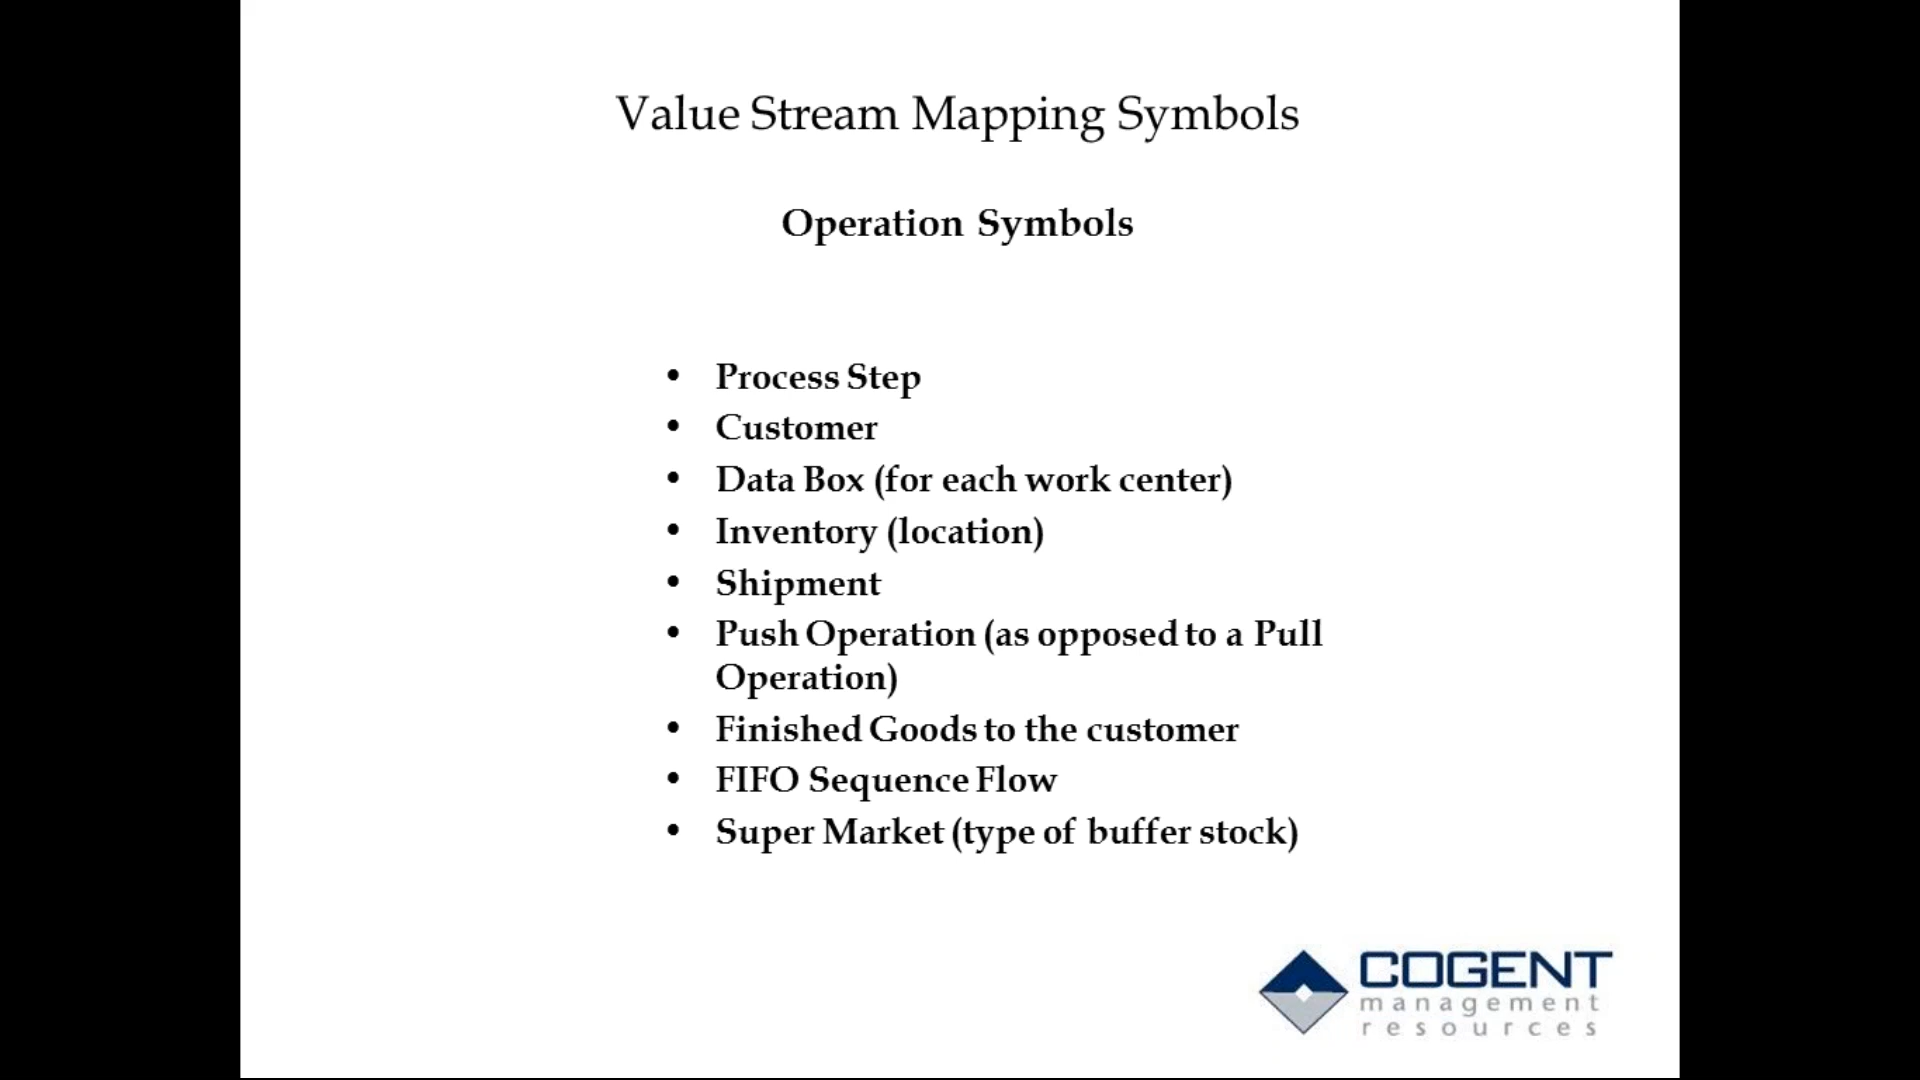 Value Stream Mapping Symbols
Operation Symbols
• Process Step
• Customer
• Data Box (for each work center)
• Inventory (location)
• Shipment
• Push Operation (as opposed to a Pull
Operation)
• Finished Goods to the customer
• FIFO Sequence Flow
• Super Market (type of buffer stock)
COGENT
management
resources